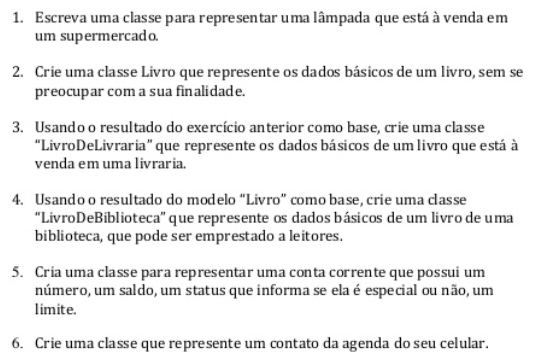 1. Escreva uma classe para representar uma lâmpada que está à venda em
um supermercado.
2. Crie uma classe Livro que represente os dados básicos de um livro, sem se
preocupar com a sua finalidade.
3. Usando o resultado do exercício anterior como base, crie uma classe
“LivroDeLivraria” que represente os dados básicos de um livro que está à
venda em uma livraria.
4. Usando o resultado do modelo “Livro” como base, crie uma classe
“LivroDeBiblioteca” que represente os dados básicos de um livro de uma
biblioteca, que pode ser emprestado a leitores.
5. Cria uma classe para representar uma conta corrente que possui um
número, um saldo, um status que informa se ela é especial ou não, um
limite.
6. Crie uma classe que represente um contato da agenda do seu celular.